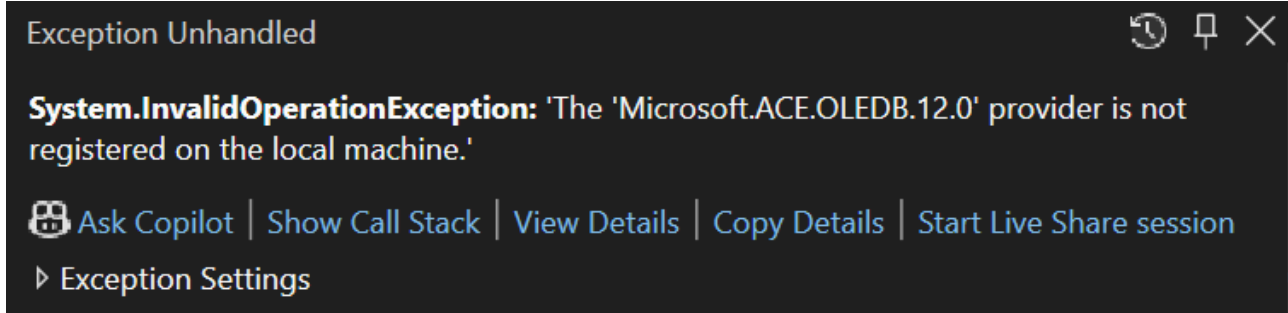 Exception Unhandled
System.InvalidOperationException: 'The 'Microsoft.ACE.OLEDB.12.0' provider is not
registered on the local machine.'
Ask Copilot | Show Call Stack | View Details | Copy Details | Start Live Share session
Exception Settings